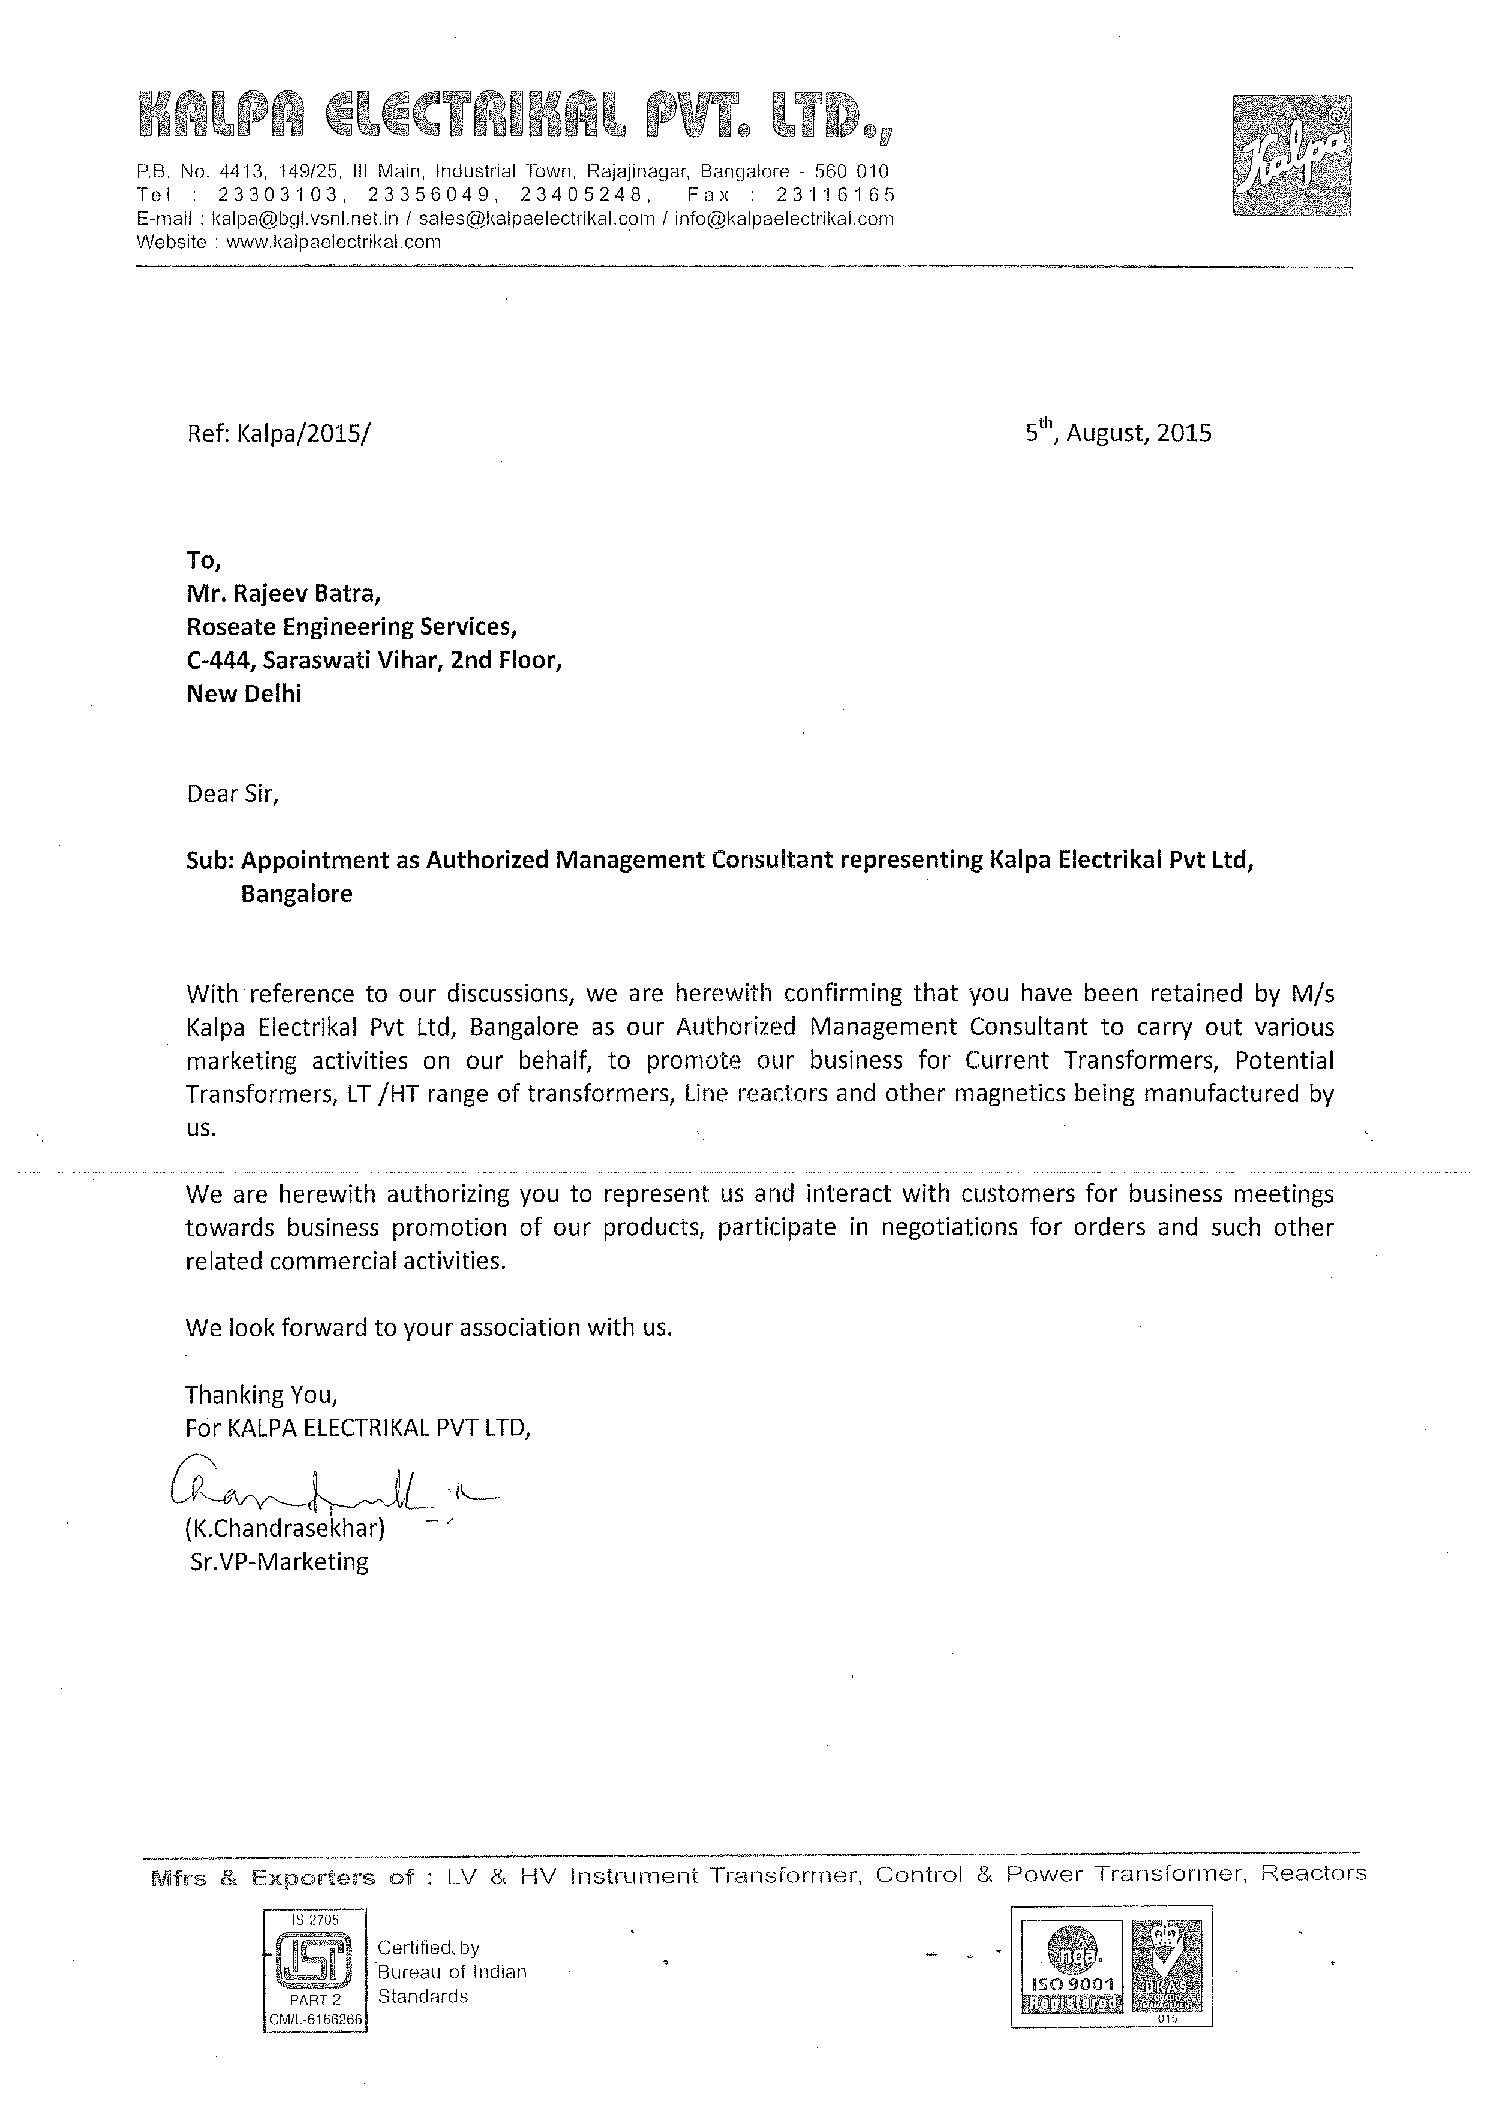 KALPA ELECTRIKAL PVT. LTD.,
Kalpa ®
P.B. No. 4413, 149/25, III Main, Industrial Town, Rajajinagar, Bangalore - 560 010
Tel : 23303103, 23356049, 23405248, Fax : 23116165
E-mail : kalpa@bgl.vsnl.net.in / sales@kalpaelectrikal.com / info@kalpaelectrikal.com
Website : www.kalpaelectrikal.com
Ref: Kalpa/2015/ 5th, August, 2015
To,
Mr. Rajeev Batra,
Roseate Engineering Services,
C-444, Saraswati Vihar, 2nd Floor,
New Delhi
Dear Sir,
Sub: Appointment as Authorized Management Consultant representing Kalpa Electrikal Pvt Ltd,
Bangalore
With reference to our discussions, we are herewith confirming that you have been retained by M/s
Kalpa Electrikal Pvt Ltd, Bangalore as our Authorized Management Consultant to carry out various
marketing activities on our behalf, to promote our business for Current Transformers, Potential
Transformers, LT /HT range of transformers, Line reactors and other magnetics being manufactured by
us.
We are herewith authorizing you to represent us and interact with customers for business meetings
towards business promotion of our products, participate in negotiations for orders and such other
related commercial activities.
We look forward to your association with us.
Thanking You,
For KALPA ELECTRIKAL PVT LTD,
(K.Chandrasekhar)
Sr.VP-Marketing
Mfrs & Exporters of : LV & HV Instrument Transformer, Control & Power Transformer, Reactors
IS 2705
ISI
PART 2
CM/L-6166266
Certified by
Bureau of Indian
Standards
nqa.
ISO 9001
Registered
UKAS
015